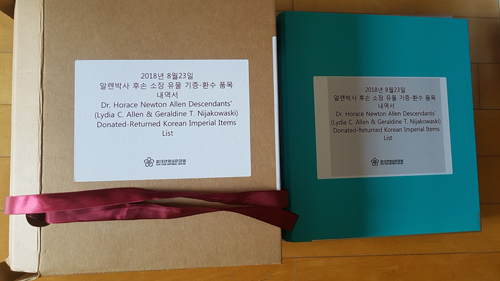 2018년 8월23일
알렌박사 후손 소장 유물 기증·환수 품목
내역서
Dr. Horace Newton Allen Descendants'
(Lydia C. Allen & Geraldine T. Nijakowaski)
Donated-Returned Korean Imperial Items
List
2018년 8월23일
알렌박사 후손 소장 유물 기증·환수 품목
내역서
Dr. Horace Newton Allen Descendants'
(Lydia C. Allen & Geraldine T. Nijakowaski)
Donated-Returned Korean Imperial Items
List